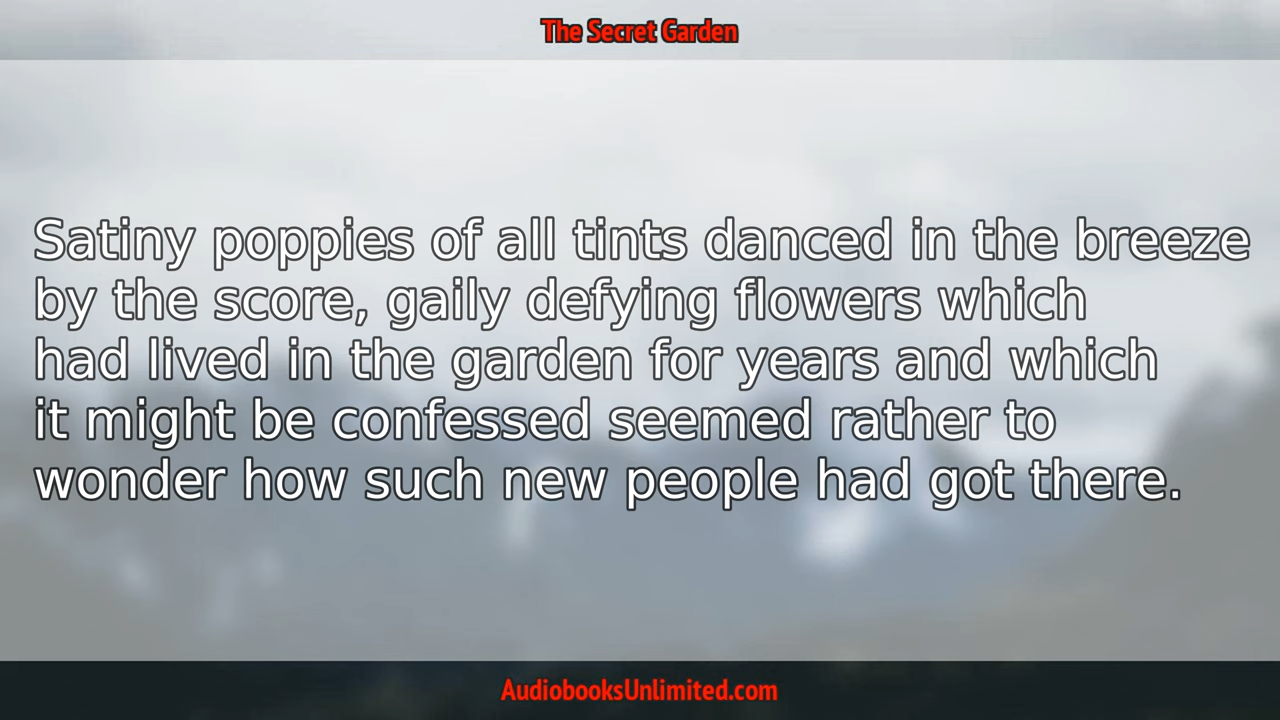 The Secret Garden
Satiny poppies of all tints danced in the breeze
by the score, gaily defying flowers which
had lived in the garden for years and which
it might be confessed seemed rather to
wonder how such new people had got there.
AudiobooksUnlimited.com